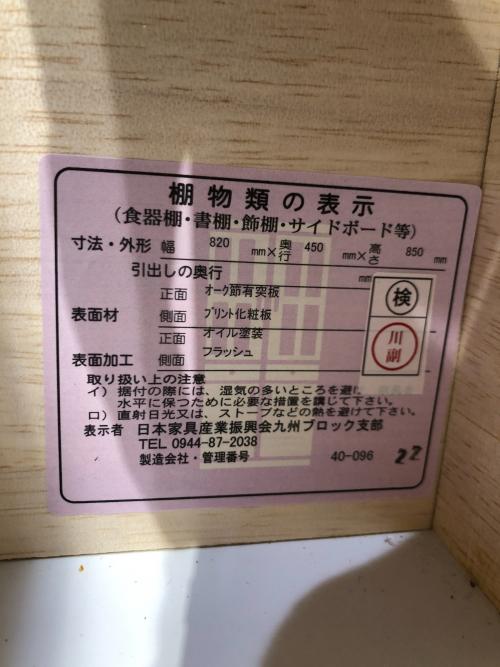 棚物類の表示
(食器棚・書棚・飾棚・サイドボード等)
寸法・外形 幅 820 mm×奥行 450 mm×高さ 850 mm
引出しの奥行 mm
表面材 正面 オーク節有突板
側面 プリント化粧板
表面加工 正面 オイル塗装
側面 フラッシュ
取り扱い上の注意
イ) 据付の際には、湿気の多いところを避け
水平に保つために必要な措置を講じて下さい。
ロ) 直射日光又は、ストーブなどの熱を避けて下さい。
表示者 日本家具産業振興会九州ブロック支部
TEL 0944-87-2038
製造会社・管理番号 40-096 22
検
川副